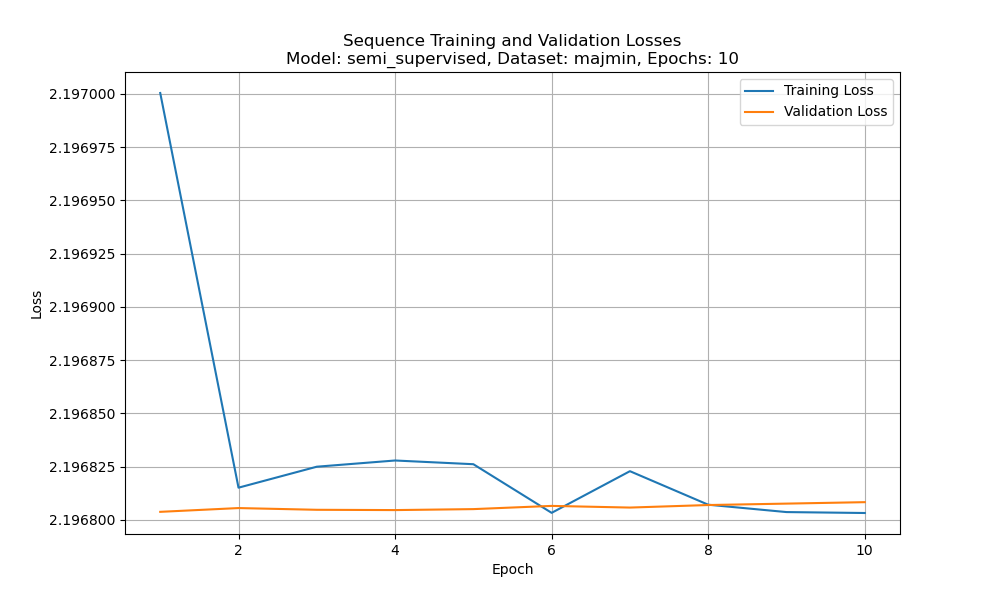 Sequence Training and Validation Losses
Model: semi_supervised, Dataset: majmin, Epochs: 10
Training Loss
Validation Loss
2.197000
2.196975
2.196950
2.196925
2.196900
2.196875
2.196850
2.196825
2.196800
Loss
2 4 6 8 10
Epoch